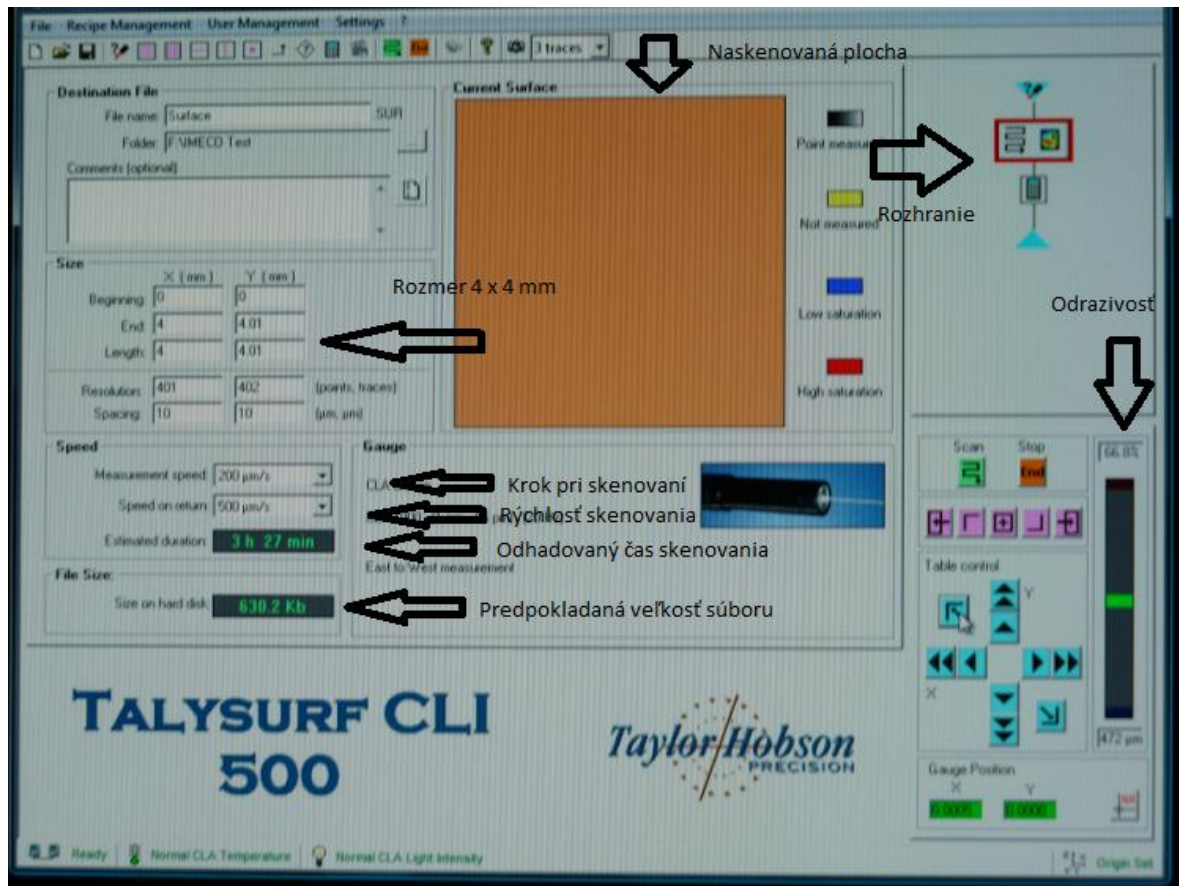 File Recipe Management User Management Settings ?
3 traces
Naskenovaná plocha
Destination File
File name: Surface .SUR
Folder: F:\IMECO Test
Comments (optional)
Current Surface
Point measured
Rozhranie
Not measured
Low saturation
High saturation
Odrazivosť
Size
X (mm) Y (mm)
Beginning: 0 0
Rozmer 4 x 4 mm
End: 4 4.01
Length: 4 4.01
Resolution: 401 402 (points, traces)
Spacing: 10 10 (µm, µm)
Speed
Measurement speed: 200 µm/s
Speed on return: 500 µm/s
Estimated duration: 3 h 27 min
File Size:
Size on hard disk: 630.2 Kb
Gauge
CLA
Krok pri skenovaní
Rýchlosť skenovania
Odhadovaný čas skenovania
East to West measurement
Predpokladaná veľkosť súboru
Scan Stop
End
66.8%
Table control
Y
X
472 µm
Gauge Position
X Y
0.0005 0.0000
TALYSURF CLI
500
Taylor Hobson
PRECISION
Ready Normal CLA Temperature Normal CLA Light Intensity Origin Set